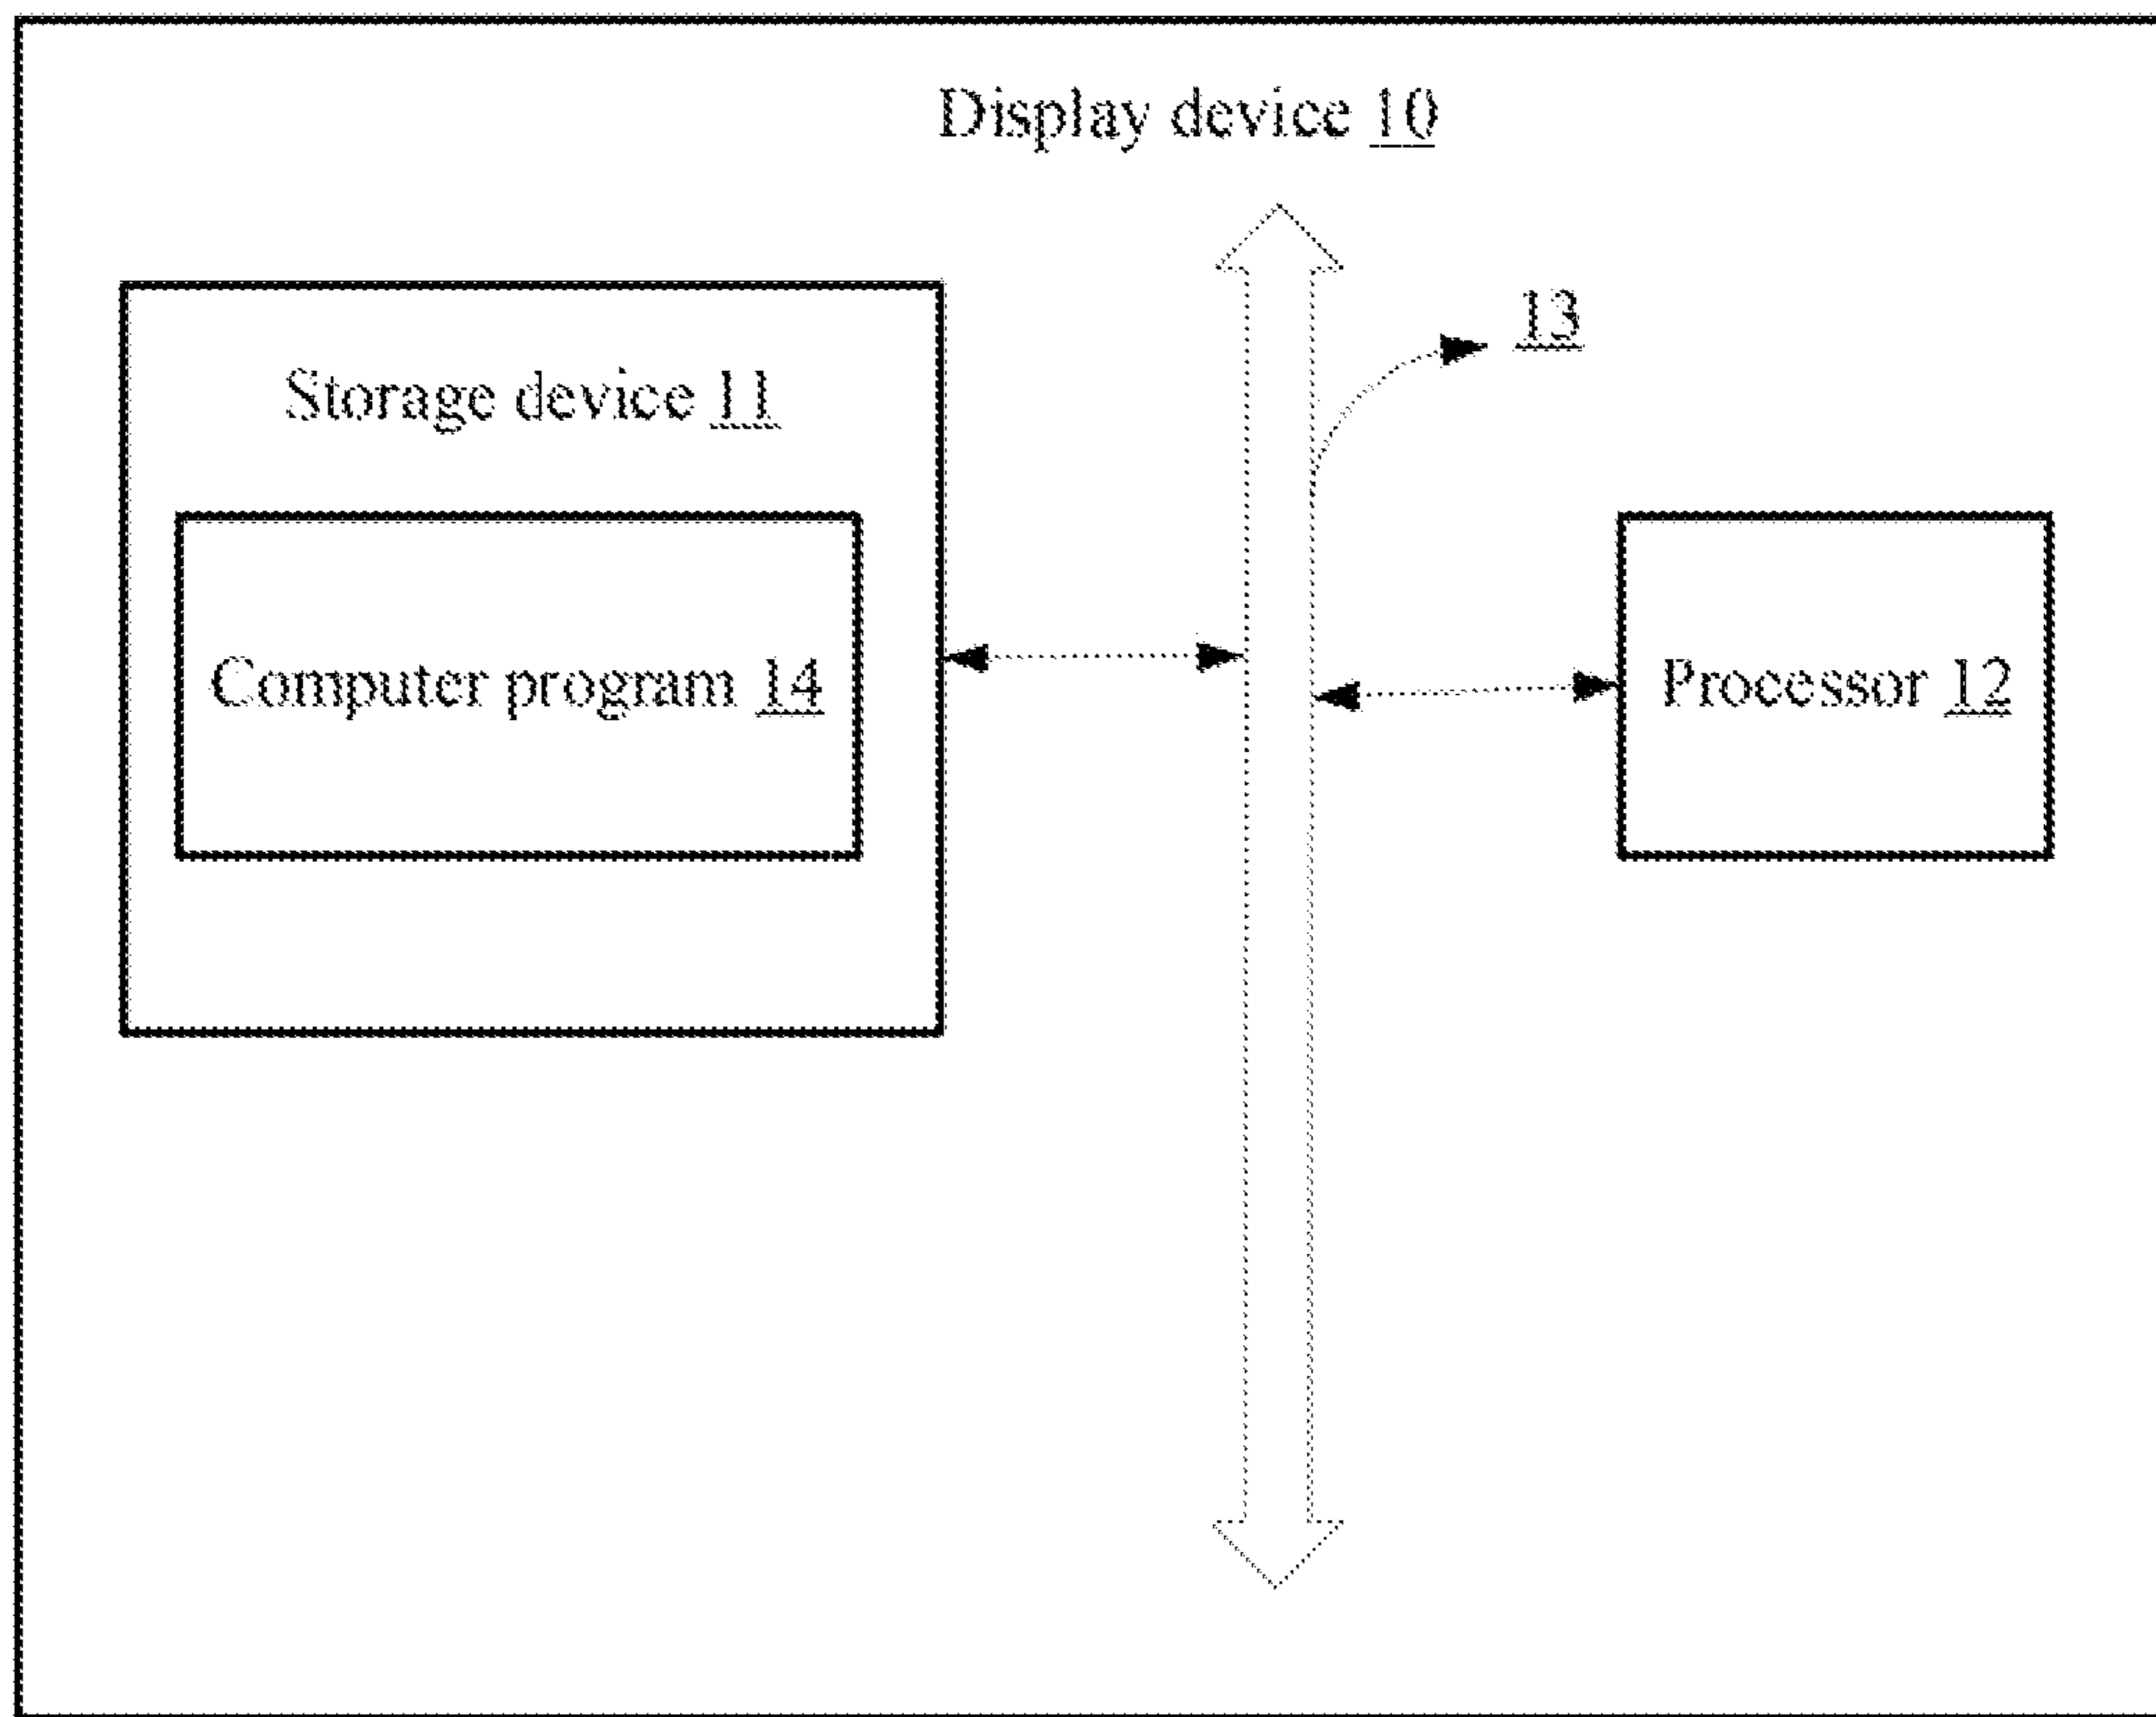 Display device 10
13
Storage device 11
Computer program 14
Processor 12